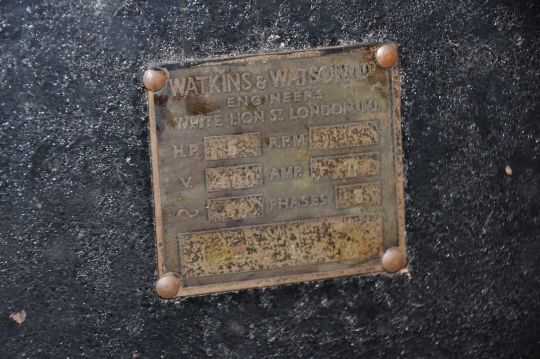 WATKINS & WATSON LTD
ENGINEERS
WHITE LION ST. LONDON N.1.
H.P. R.P.M.
V. AMP.
~ PHASES